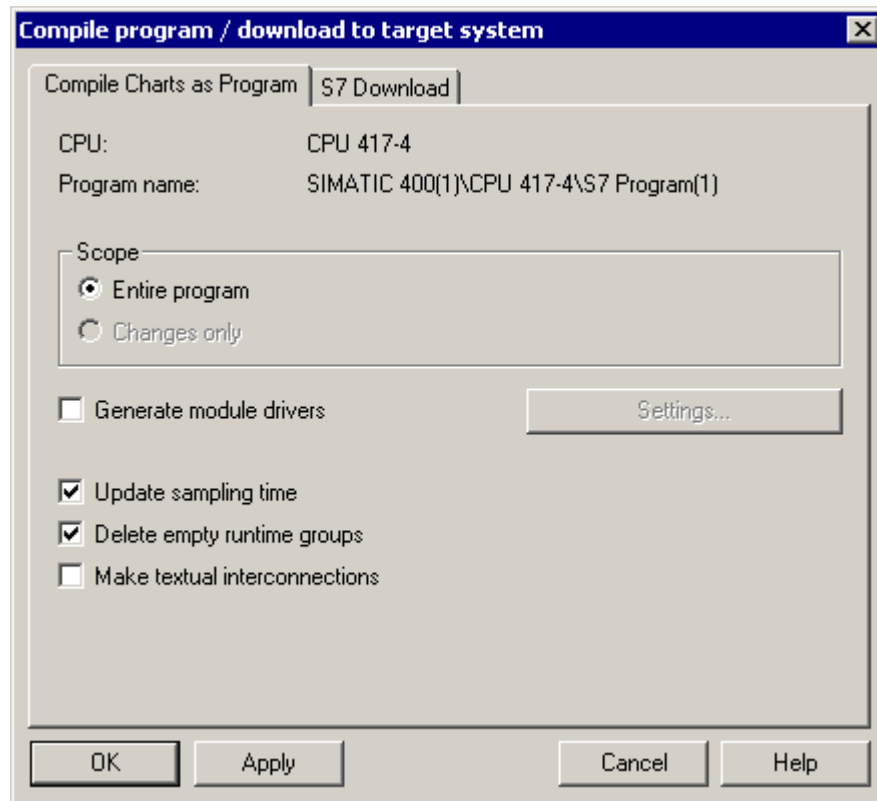 Compile program / download to target system
Compile Charts as Program S7 Download
CPU: CPU 417-4
Program name: SIMATIC 400(1)\CPU 417-4\S7 Program(1)
Scope
Entire program
Changes only
Generate module drivers Settings...
Update sampling time
Delete empty runtime groups
Make textual interconnections
OK Apply Cancel Help